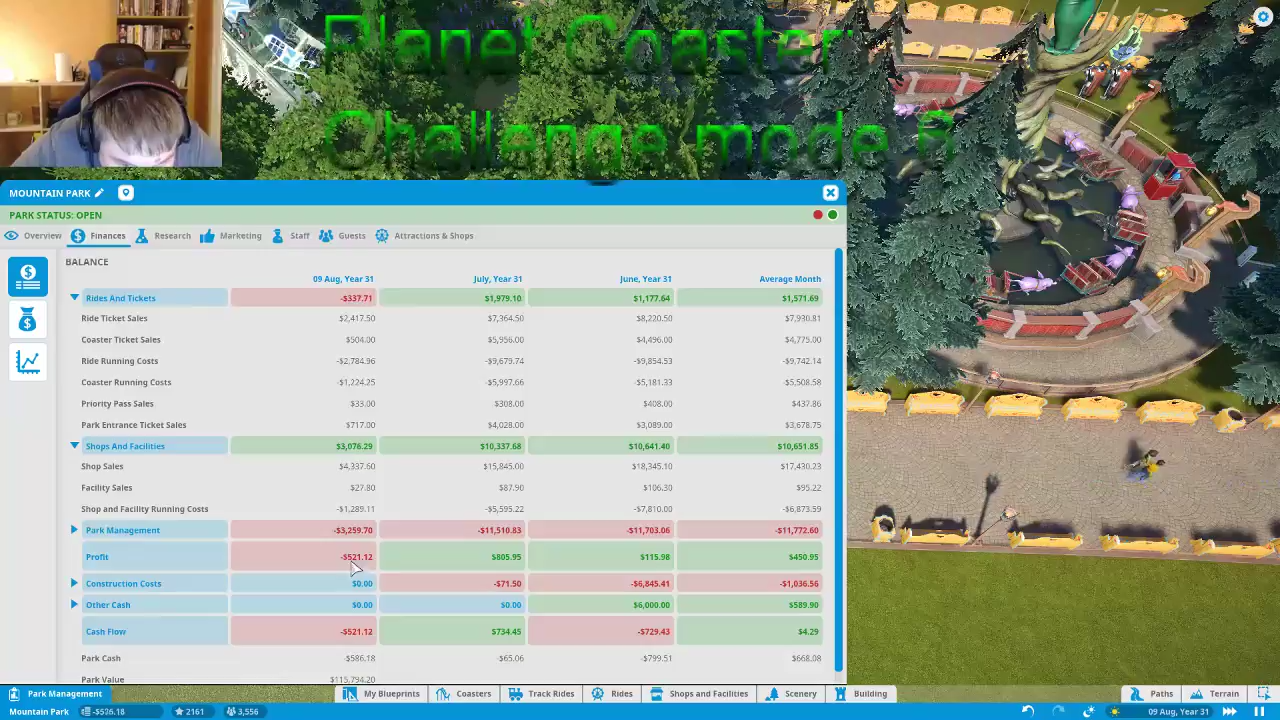 Planet Coaster
Challenge mode 6
MOUNTAIN PARK
PARK STATUS: OPEN
Overview Finances Research Marketing Staff Guests Attractions & Shops
BALANCE
09 Aug, Year 31 July, Year 31 June, Year 31 Average Month
Rides And Tickets -$337.71 $1,979.10 $1,177.64 $1,571.69
Ride Ticket Sales $2,417.50 $7,364.50 $8,220.50 $7,930.81
Coaster Ticket Sales $504.00 $5,956.00 $4,496.00 $4,775.00
Ride Running Costs -$2,784.96 -$9,679.74 -$9,854.53 -$9,742.14
Coaster Running Costs -$1,224.25 -$5,997.66 -$5,181.33 -$5,508.58
Priority Pass Sales $33.00 $308.00 $408.00 $437.86
Park Entrance Ticket Sales $717.00 $4,028.00 $3,089.00 $3,678.75
Shops And Facilities $3,076.29 $10,337.68 $10,641.40 $10,651.85
Shop Sales $4,337.60 $15,845.00 $18,345.10 $17,430.23
Facility Sales $27.80 $87.90 $106.30 $95.22
Shop and Facility Running Costs -$1,289.11 -$5,595.22 -$7,810.00 -$6,873.59
Park Management -$3,259.70 -$11,510.83 -$11,703.06 -$11,772.60
Profit -$521.12 $805.95 $115.98 $450.95
Construction Costs $0.00 -$71.50 -$6,845.41 -$1,036.56
Other Cash $0.00 $0.00 $6,000.00 $589.90
Cash Flow -$521.12 $734.45 -$729.43 $4.29
Park Cash -$586.18 -$65.06 -$799.51 $668.08
Park Value $115,794.20
Park Management My Blueprints Coasters Track Rides Rides Shops and Facilities Scenery Building Paths Terrain
Mountain Park -$586.18 2161 3,556 09 Aug, Year 31